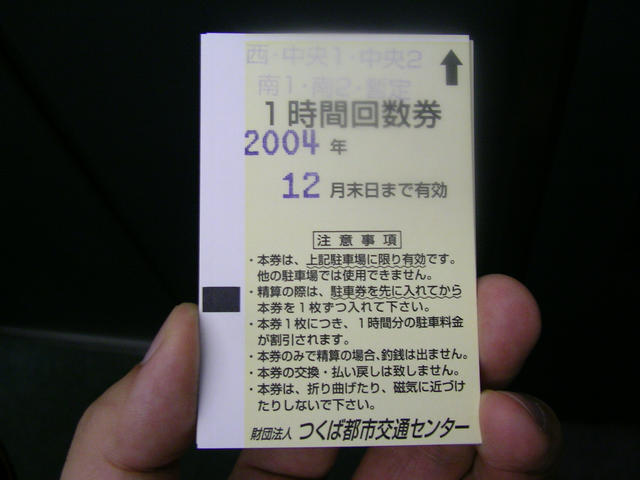 西・中央1・中央2
南1・南2・暫定
1時間回数券
2004 年
12 月末日まで有効
注意事項
・本券は、上記駐車場に限り有効です。
他の駐車場では使用できません。
・精算の際は、駐車券を先に入れてから
本券を1枚ずつ入れて下さい。
・本券1枚につき、1時間分の駐車料金
が割引されます。
・本券のみで精算の場合、釣銭は出ません。
・本券の交換・払い戻しは致しません。
・本券は、折り曲げたり、磁気に近づけ
たりしないで下さい。
財団法人 つくば都市交通センター